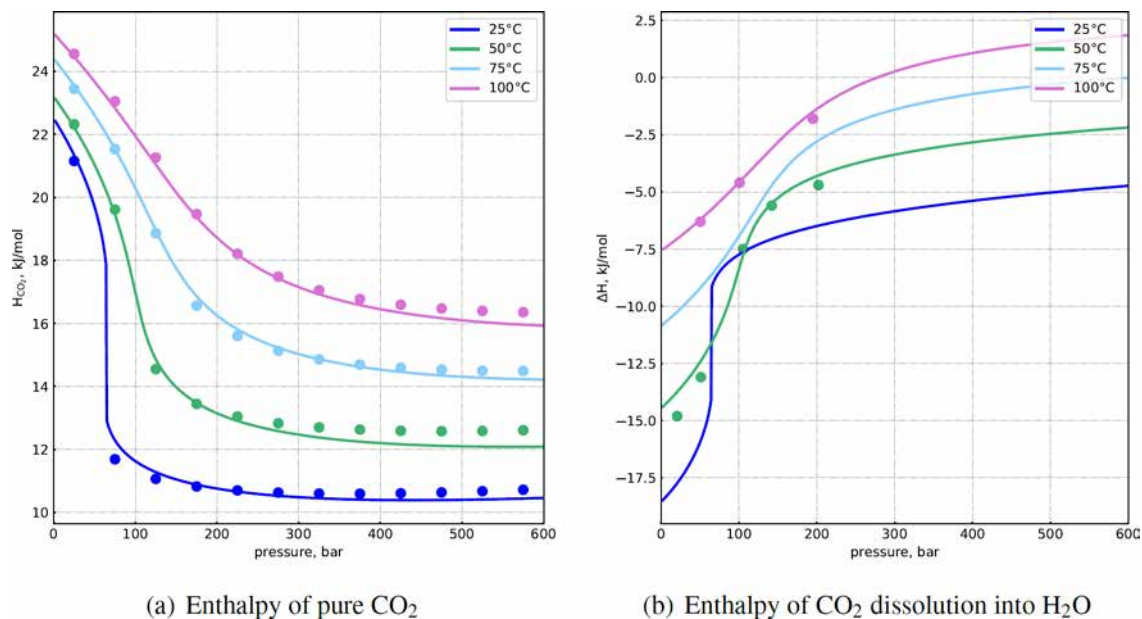 25°C
50°C
75°C
100°C
24
22
20
18
16
14
12
10
H_CO₂, kJ/mol
0 100 200 300 400 500 600
pressure, bar
(a) Enthalpy of pure CO₂
25°C
50°C
75°C
100°C
2.5
0.0
−2.5
−5.0
−7.5
−10.0
−12.5
−15.0
−17.5
ΔH, kJ/mol
0 100 200 300 400 500 600
pressure, bar
(b) Enthalpy of CO₂ dissolution into H₂O